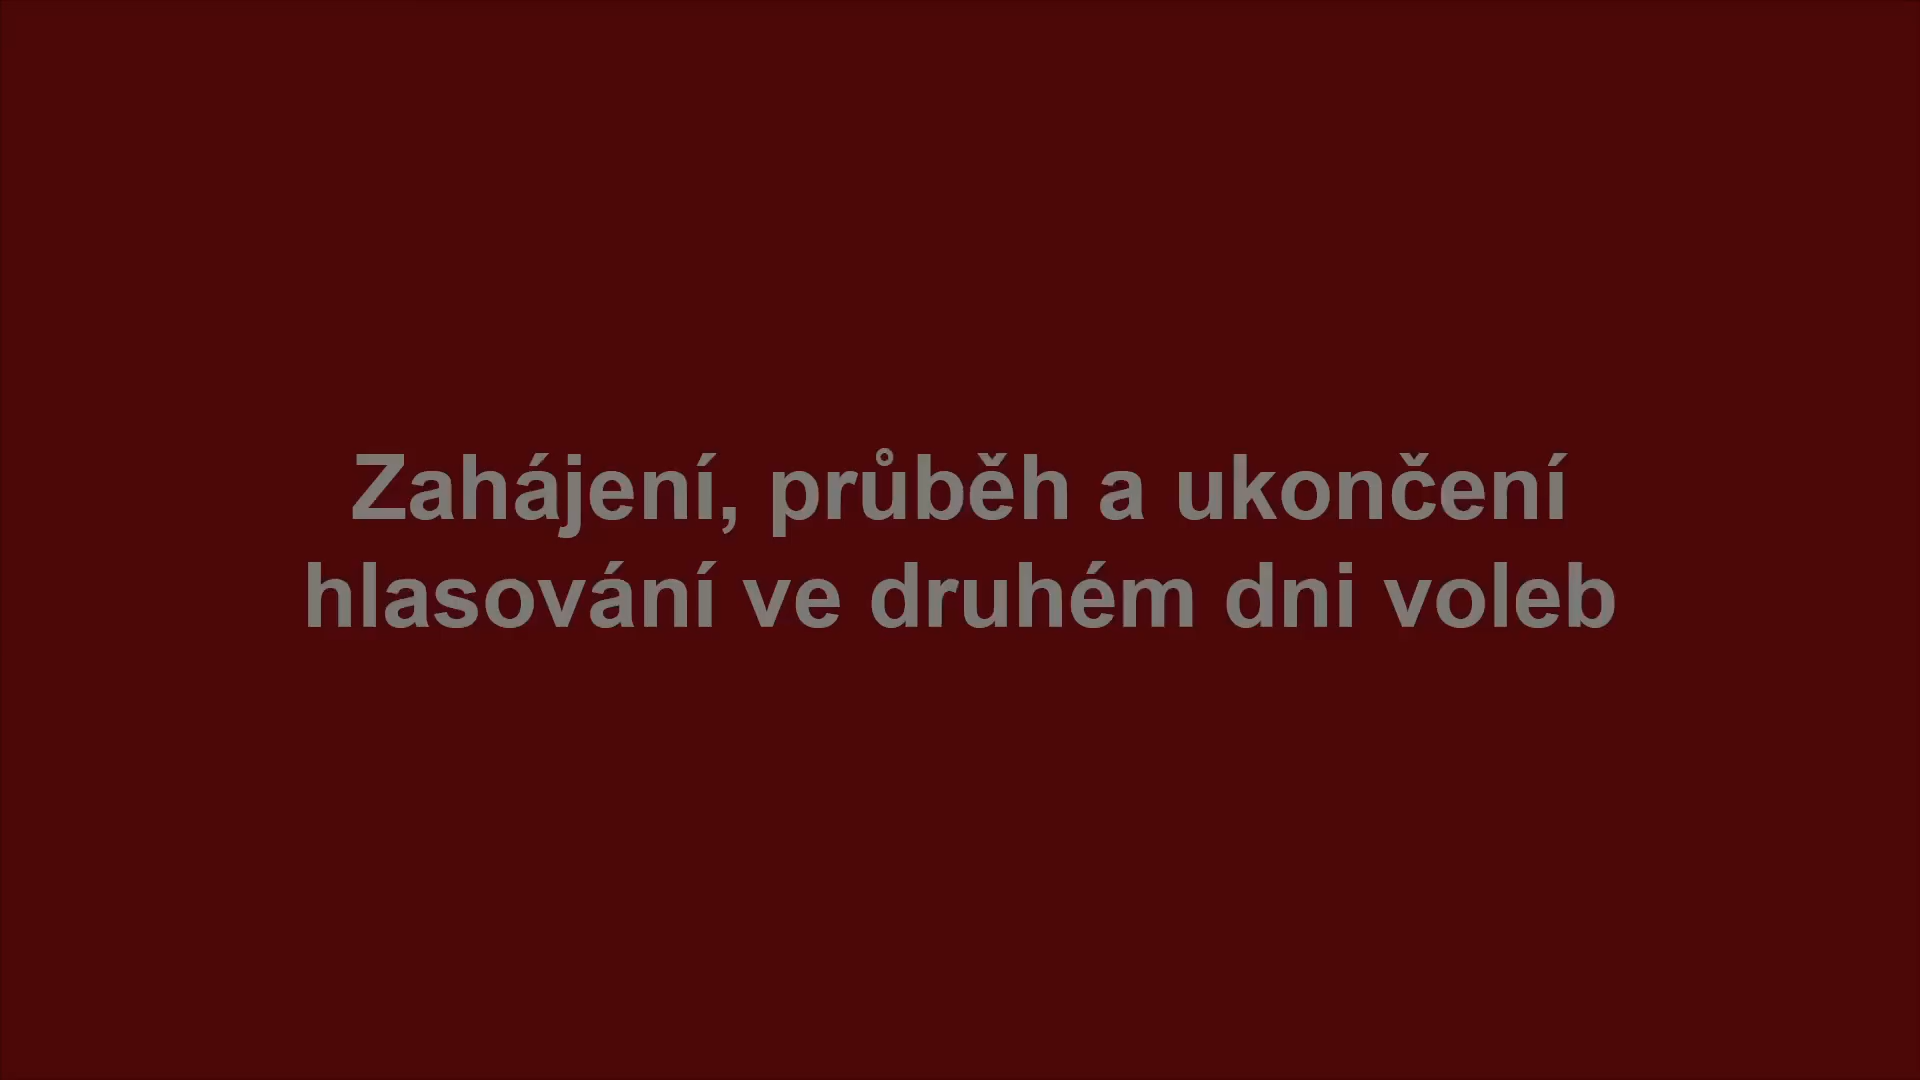 Zahájení, průběh a ukončení
hlasování ve druhém dni voleb